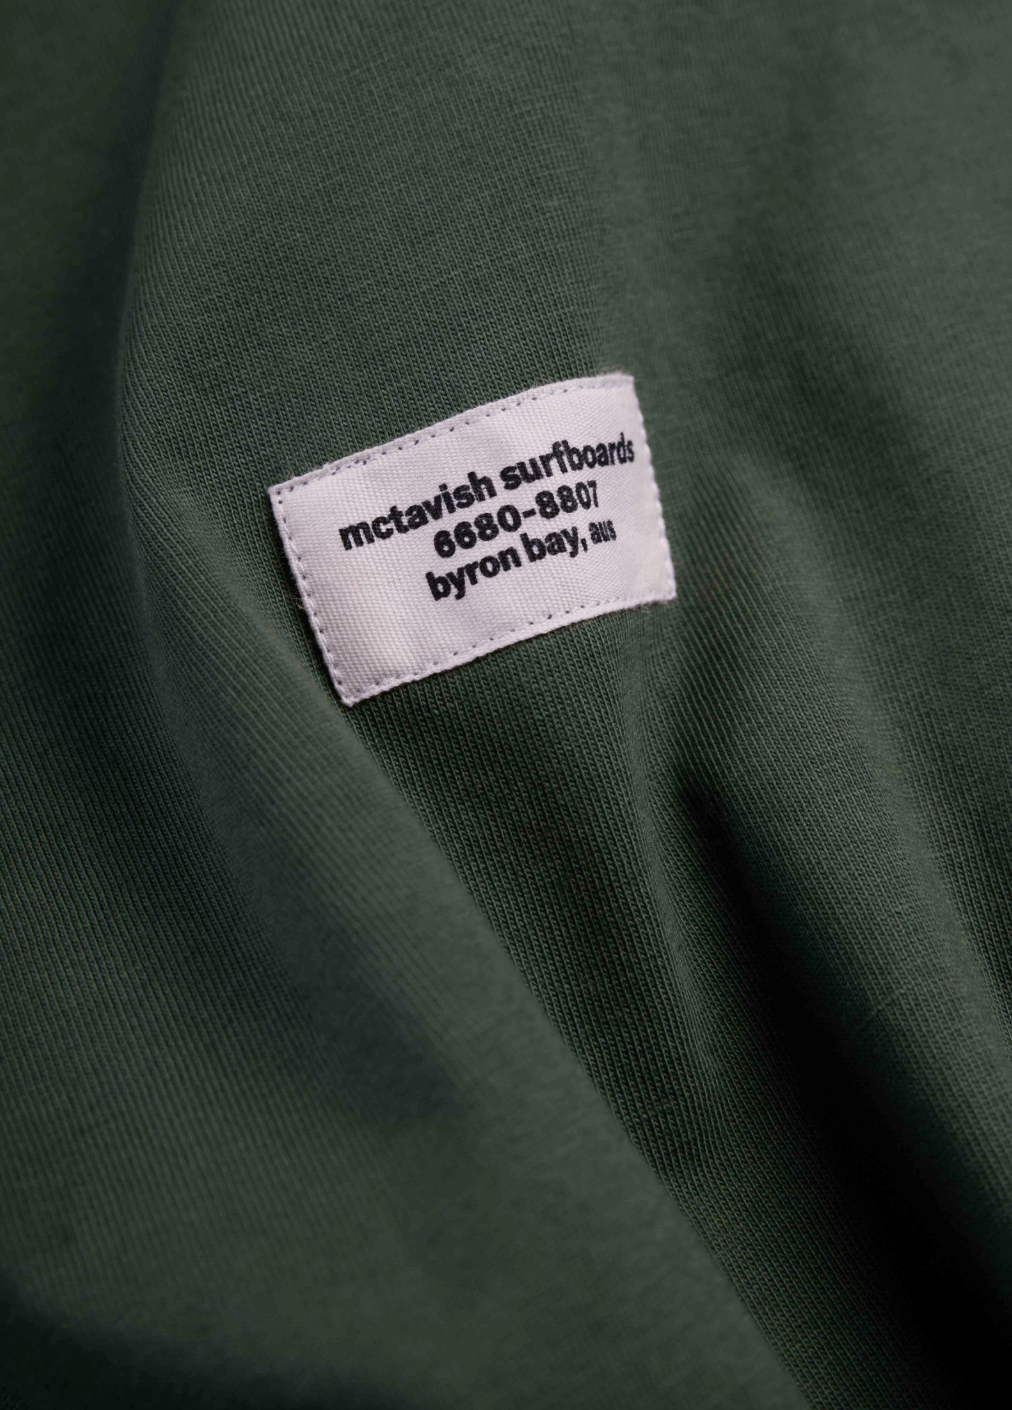 mctavish surfboards
6680-8807
byron bay, aus